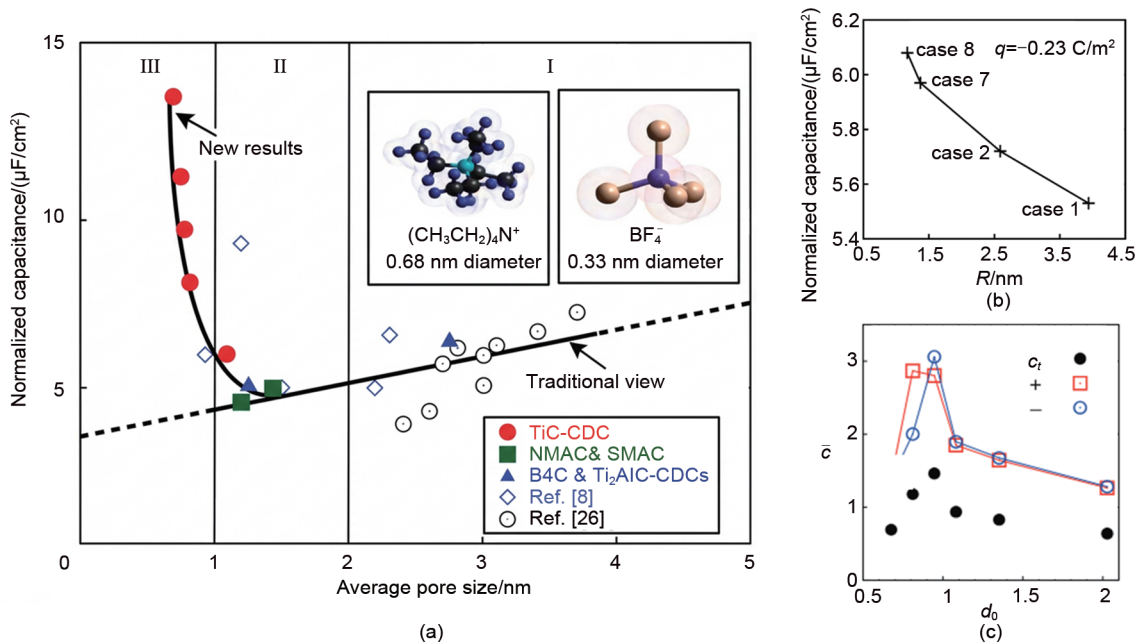 Normalized capacitance/(μF/cm²)
15
10
5
0
III
II
I
New results
(CH₃CH₂)₄N⁺
0.68 nm diameter
BF₄⁻
0.33 nm diameter
Traditional view
TiC-CDC
NMAC& SMAC
B4C & Ti₂AlC-CDCs
Ref. [8]
Ref. [26]
0 1 2 3 4 5
Average pore size/nm
(a)
(b)
Normalized capacitance/(μF/cm²)
6.2
6.0
5.8
5.6
5.4
case 8
q=−0.23 C/m²
case 7
case 2
case 1
0.5 1.5 2.5 3.5 4.5
R/nm
(b)
3
2
1
0
c̄
cₜ
+
−
0.5 1 1.5 2
d₀
(c)